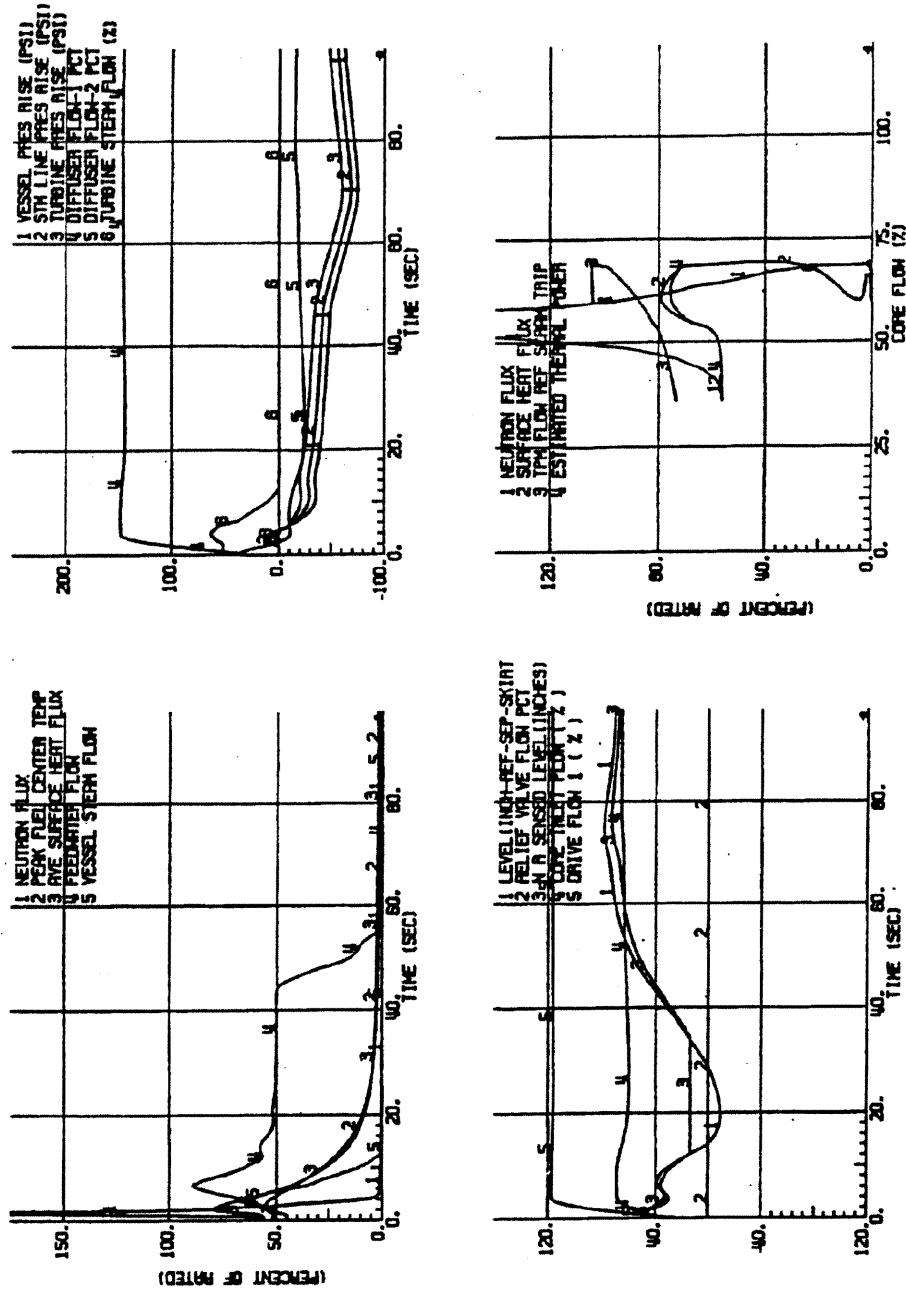 1 NEUTRON FLUX
2 PEAK FUEL CENTER TEMP
3 AVE SURFACE HEAT FLUX
4 FEEDWATER FLOW
5 VESSEL STEAM FLOW
150.
100.
50.
0.
(PERCENT OF RATED)
0. 20. 40. 60. 80.
TIME (SEC)
1 VESSEL PRES RISE (PSI)
2 STM LINE PRES RISE (PSI)
3 TURBINE PRES RISE (PSI)
4 DIFFUSER FLOW-1 PCT
5 DIFFUSER FLOW-2 PCT
6 TURBINE STEAM FLOW (%)
200.
100.
0.
-100.
0. 20. 40. 60. 80.
TIME (SEC)
1 LEVEL(INCH-REF-SEP-SKIRT
2 RELIEF VALVE FLOW PCT
3 N R SENSED LEVEL(INCHES)
4 CORE INLET FLOW (%)
5 DRIVE FLOW 1 (%)
120.
40.
40.
120.
0. 20. 40. 60. 80.
TIME (SEC)
1 NEUTRON FLUX
2 SURFACE HEAT FLUX
3 TPM FLOW REF SCRAM TRIP
4 ESTIMATED THERMAL POWER
120.
80.
40.
0.
(PERCENT OF RATED)
0. 25. 50. 75. 100.
CORE FLOW (%)